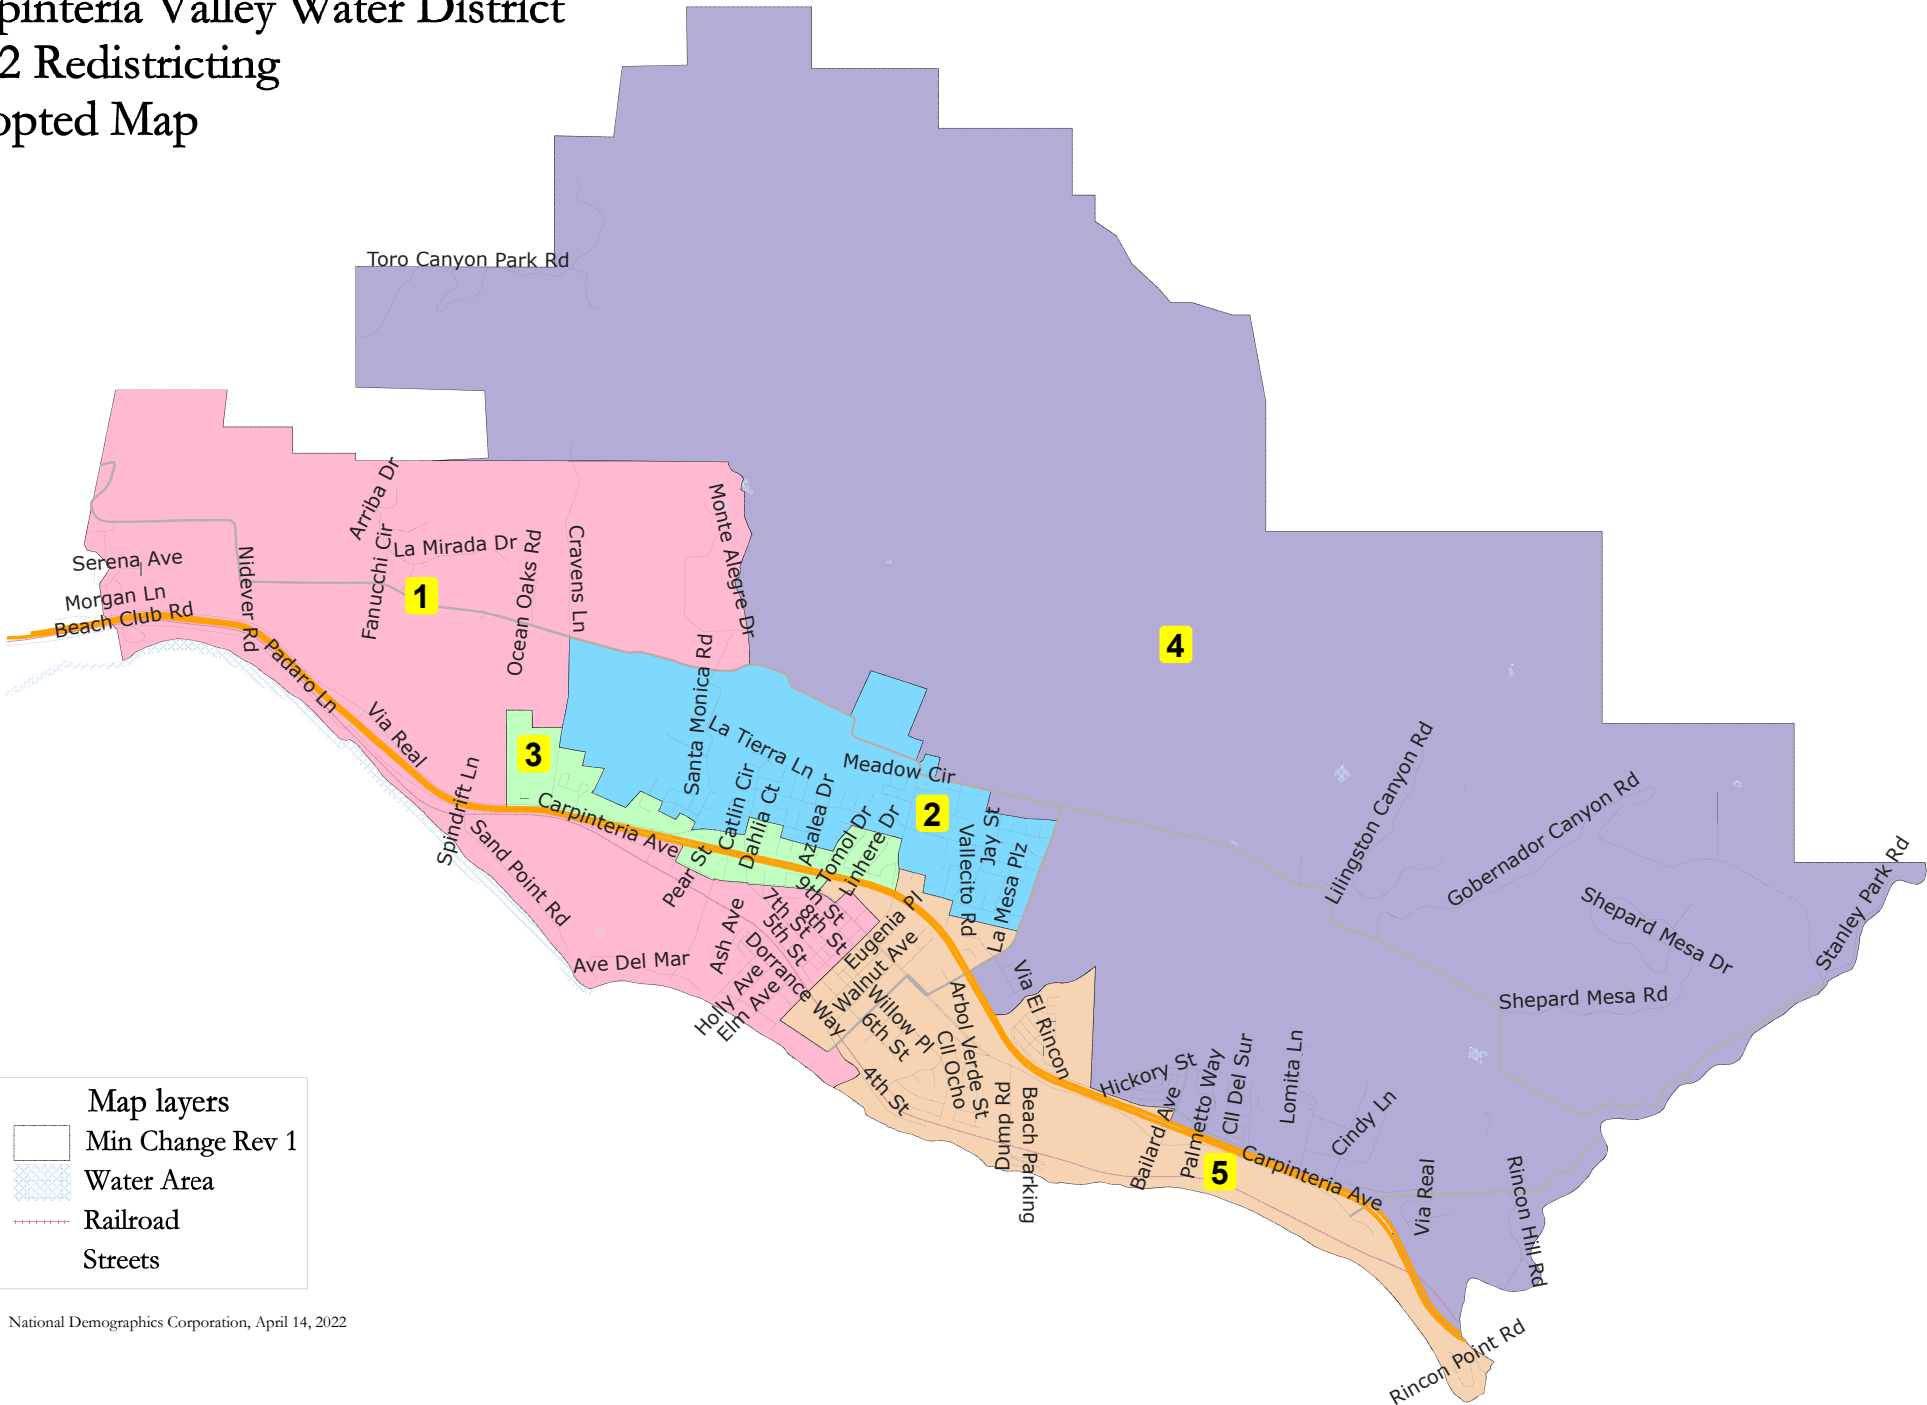 pinteria Valley Water District
2 Redistricting
opted Map
Toro Canyon Park Rd
Arriba Dr
La Mirada Dr
Fanucchi Cir
Ocean Oaks Rd
Cravens Ln
Monte Alegre Dr
Serena Ave
Morgan Ln
Beach Club Rd
Nidever Rd
1
Padaro Ln
Via Real
Spindrift Ln
Sand Point Rd
Santa Monica Rd
La Tierra Ln
Meadow Cir
3
Carpinteria Ave
Catlin Cir
Dahlia Ct
Azalea Dr
Tomol Dr
Linhere Dr
2
Vallecito Rd
Jay St
La Mesa Plz
4
Lilingston Canyon Rd
Gobernador Canyon Rd
Shepard Mesa Dr
Shepard Mesa Rd
Stanley Park Rd
Pear St
9th St
8th St
7th St
5th St
Ash Ave
Ave Del Mar
Dorrance Way
Holly Ave
Elm Ave
Eugenia Pl
Walnut Ave
Willow Pl
6th St
4th St
Arbol Verde St
Cll Ocho
Dump Rd
Beach Parking
Via El Rincon
Hickory St
Bailard Ave
Palmetto Way
Cll Del Sur
Lomita Ln
Cindy Ln
5
Carpinteria Ave
Via Real
Rincon Hill Rd
Rincon Point Rd
Map layers
Min Change Rev 1
Water Area
Railroad
Streets
National Demographics Corporation, April 14, 2022